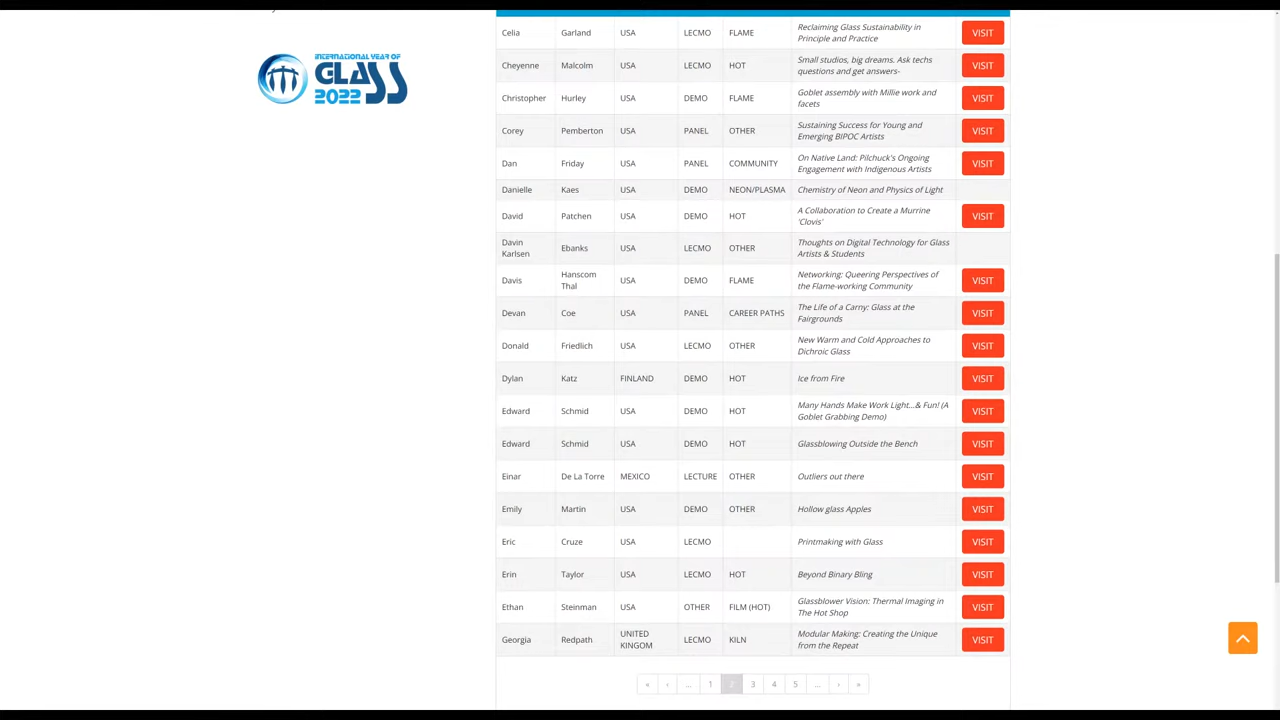 INTERNATIONAL YEAR OF
GLASS
2022
Celia Garland USA LECMO FLAME Reclaiming Glass Sustainability in
Principle and Practice VISIT
Cheyenne Malcolm USA LECMO HOT Small studios, big dreams. Ask techs
questions and get answers- VISIT
Christopher Hurley USA DEMO FLAME Goblet assembly with Millie work and
facets VISIT
Corey Pemberton USA PANEL OTHER Sustaining Success for Young and
Emerging BIPOC Artists VISIT
Dan Friday USA PANEL COMMUNITY On Native Land: Pilchuck's Ongoing
Engagement with Indigenous Artists VISIT
Danielle Kaes USA DEMO NEON/PLASMA Chemistry of Neon and Physics of Light
David Patchen USA DEMO HOT A Collaboration to Create a Murrine
'Clovis' VISIT
Davin
Karlsen Ebanks USA LECMO OTHER Thoughts on Digital Technology for Glass
Artists & Students
Davis Hanscom
Thal USA DEMO FLAME Networking: Queering Perspectives of
the Flame-working Community VISIT
Devan Coe USA PANEL CAREER PATHS The Life of a Carny: Glass at the
Fairgrounds VISIT
Donald Friedlich USA LECMO OTHER New Warm and Cold Approaches to
Dichroic Glass VISIT
Dylan Katz FINLAND DEMO HOT Ice from Fire VISIT
Edward Schmid USA DEMO HOT Many Hands Make Work Light...& Fun! (A
Goblet Grabbing Demo) VISIT
Edward Schmid USA DEMO HOT Glassblowing Outside the Bench VISIT
Einar De La Torre MEXICO LECTURE OTHER Outliers out there VISIT
Emily Martin USA DEMO OTHER Hollow glass Apples VISIT
Eric Cruze USA LECMO Printmaking with Glass VISIT
Erin Taylor USA LECMO HOT Beyond Binary Bling VISIT
Ethan Steinman USA OTHER FILM (HOT) Glassblower Vision: Thermal Imaging in
The Hot Shop VISIT
Georgia Redpath UNITED
KINGOM LECMO KILN Modular Making: Creating the Unique
from the Repeat VISIT
« ‹ ... 1 2 3 4 5 ... › »